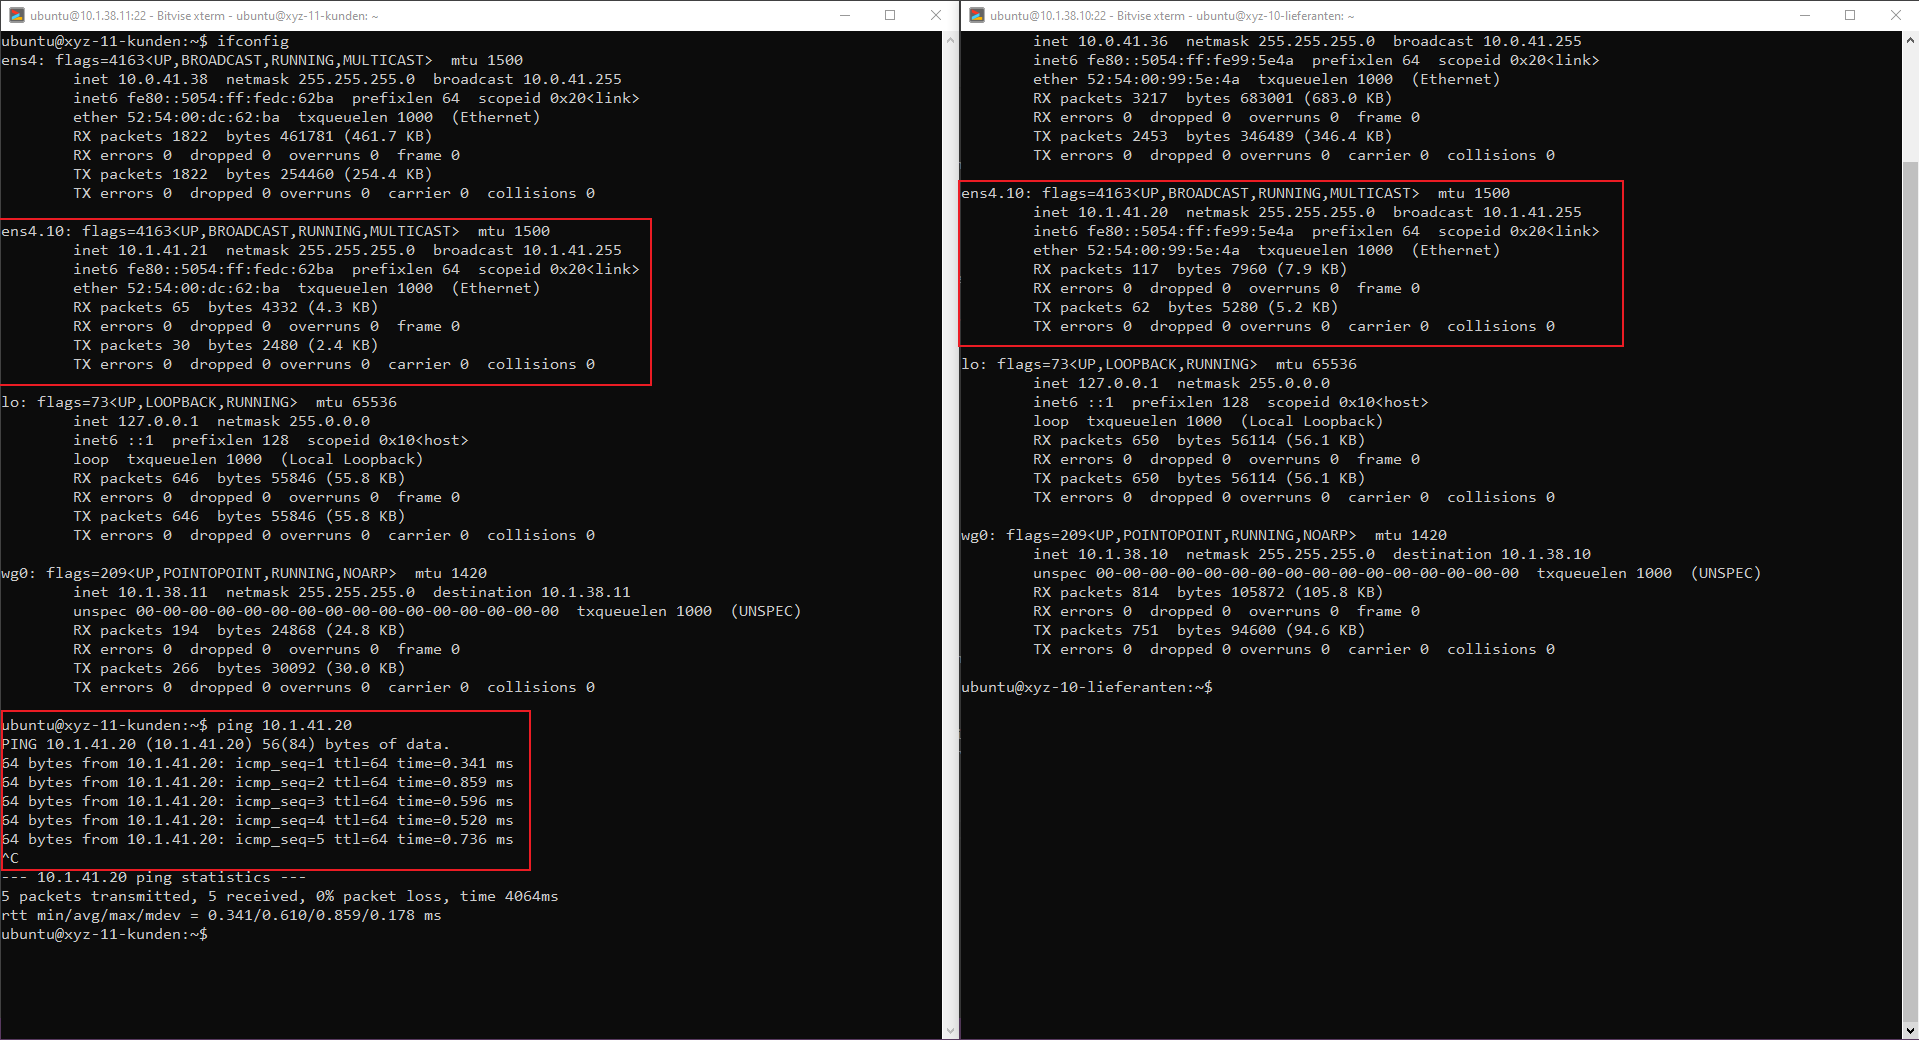 ubuntu@10.1.38.11:22 - Bitvise xterm - ubuntu@xyz-11-kunden: ~
ubuntu@xyz-11-kunden:~$ ifconfig
ens4: flags=4163<UP,BROADCAST,RUNNING,MULTICAST>  mtu 1500
        inet 10.0.41.38  netmask 255.255.255.0  broadcast 10.0.41.255
        inet6 fe80::5054:ff:fedc:62ba  prefixlen 64  scopeid 0x20<link>
        ether 52:54:00:dc:62:ba  txqueuelen 1000  (Ethernet)
        RX packets 1822  bytes 461781 (461.7 KB)
        RX errors 0  dropped 0  overruns 0  frame 0
        TX packets 1822  bytes 254460 (254.4 KB)
        TX errors 0  dropped 0 overruns 0  carrier 0  collisions 0
ens4.10: flags=4163<UP,BROADCAST,RUNNING,MULTICAST>  mtu 1500
        inet 10.1.41.21  netmask 255.255.255.0  broadcast 10.1.41.255
        inet6 fe80::5054:ff:fedc:62ba  prefixlen 64  scopeid 0x20<link>
        ether 52:54:00:dc:62:ba  txqueuelen 1000  (Ethernet)
        RX packets 65  bytes 4332 (4.3 KB)
        RX errors 0  dropped 0  overruns 0  frame 0
        TX packets 30  bytes 2480 (2.4 KB)
        TX errors 0  dropped 0 overruns 0  carrier 0  collisions 0
lo: flags=73<UP,LOOPBACK,RUNNING>  mtu 65536
        inet 127.0.0.1  netmask 255.0.0.0
        inet6 ::1  prefixlen 128  scopeid 0x10<host>
        loop  txqueuelen 1000  (Local Loopback)
        RX packets 646  bytes 55846 (55.8 KB)
        RX errors 0  dropped 0  overruns 0  frame 0
        TX packets 646  bytes 55846 (55.8 KB)
        TX errors 0  dropped 0 overruns 0  carrier 0  collisions 0
wg0: flags=209<UP,POINTOPOINT,RUNNING,NOARP>  mtu 1420
        inet 10.1.38.11  netmask 255.255.255.0  destination 10.1.38.11
        unspec 00-00-00-00-00-00-00-00-00-00-00-00-00-00-00-00  txqueuelen 1000  (UNSPEC)
        RX packets 194  bytes 24868 (24.8 KB)
        RX errors 0  dropped 0  overruns 0  frame 0
        TX packets 266  bytes 30092 (30.0 KB)
        TX errors 0  dropped 0 overruns 0  carrier 0  collisions 0
ubuntu@xyz-11-kunden:~$ ping 10.1.41.20
PING 10.1.41.20 (10.1.41.20) 56(84) bytes of data.
64 bytes from 10.1.41.20: icmp_seq=1 ttl=64 time=0.341 ms
64 bytes from 10.1.41.20: icmp_seq=2 ttl=64 time=0.859 ms
64 bytes from 10.1.41.20: icmp_seq=3 ttl=64 time=0.596 ms
64 bytes from 10.1.41.20: icmp_seq=4 ttl=64 time=0.520 ms
64 bytes from 10.1.41.20: icmp_seq=5 ttl=64 time=0.736 ms
^C
--- 10.1.41.20 ping statistics ---
5 packets transmitted, 5 received, 0% packet loss, time 4064ms
rtt min/avg/max/mdev = 0.341/0.610/0.859/0.178 ms
ubuntu@xyz-11-kunden:~$
ubuntu@10.1.38.10:22 - Bitvise xterm - ubuntu@xyz-10-lieferanten: ~
        inet 10.0.41.36  netmask 255.255.255.0  broadcast 10.0.41.255
        inet6 fe80::5054:ff:fe99:5e4a  prefixlen 64  scopeid 0x20<link>
        ether 52:54:00:99:5e:4a  txqueuelen 1000  (Ethernet)
        RX packets 3217  bytes 683001 (683.0 KB)
        RX errors 0  dropped 0  overruns 0  frame 0
        TX packets 2453  bytes 346489 (346.4 KB)
        TX errors 0  dropped 0 overruns 0  carrier 0  collisions 0
ens4.10: flags=4163<UP,BROADCAST,RUNNING,MULTICAST>  mtu 1500
        inet 10.1.41.20  netmask 255.255.255.0  broadcast 10.1.41.255
        inet6 fe80::5054:ff:fe99:5e4a  prefixlen 64  scopeid 0x20<link>
        ether 52:54:00:99:5e:4a  txqueuelen 1000  (Ethernet)
        RX packets 117  bytes 7960 (7.9 KB)
        RX errors 0  dropped 0  overruns 0  frame 0
        TX packets 62  bytes 5280 (5.2 KB)
        TX errors 0  dropped 0 overruns 0  carrier 0  collisions 0
lo: flags=73<UP,LOOPBACK,RUNNING>  mtu 65536
        inet 127.0.0.1  netmask 255.0.0.0
        inet6 ::1  prefixlen 128  scopeid 0x10<host>
        loop  txqueuelen 1000  (Local Loopback)
        RX packets 650  bytes 56114 (56.1 KB)
        RX errors 0  dropped 0  overruns 0  frame 0
        TX packets 650  bytes 56114 (56.1 KB)
        TX errors 0  dropped 0 overruns 0  carrier 0  collisions 0
wg0: flags=209<UP,POINTOPOINT,RUNNING,NOARP>  mtu 1420
        inet 10.1.38.10  netmask 255.255.255.0  destination 10.1.38.10
        unspec 00-00-00-00-00-00-00-00-00-00-00-00-00-00-00-00  txqueuelen 1000  (UNSPEC)
        RX packets 814  bytes 105872 (105.8 KB)
        RX errors 0  dropped 0  overruns 0  frame 0
        TX packets 751  bytes 94600 (94.6 KB)
        TX errors 0  dropped 0 overruns 0  carrier 0  collisions 0
ubuntu@xyz-10-lieferanten:~$